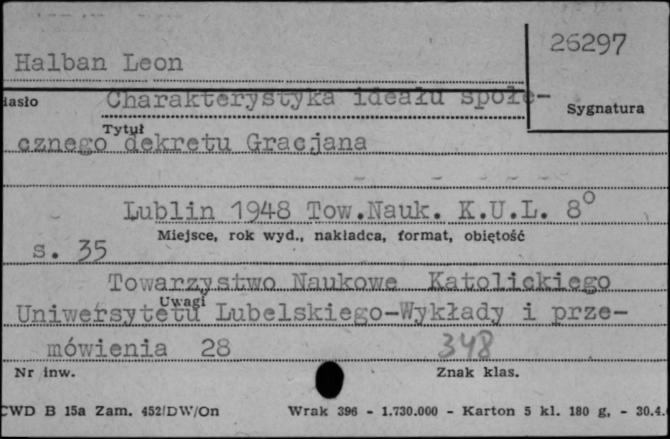 26297
Halban Leon
Hasło Charakterystyka ideału społe- Sygnatura
Tytuł
cznego dekretu Gracjana
Lublin 1948 Tow.Nauk. K.U.L. 8°
Miejsce, rok wyd., nakładca, format, objętość
s. 35
Towarzystwo Naukowe Katolickiego
Uwagi
Uniwersytetu Lubelskiego-Wykłady i prze-
mówienia 28 348
Nr inw. Znak klas.
CWD B 15a Zam. 452/DW/On Wrak 396 - 1.730.000 - Karton 5 kl. 180 g, - 30.4.